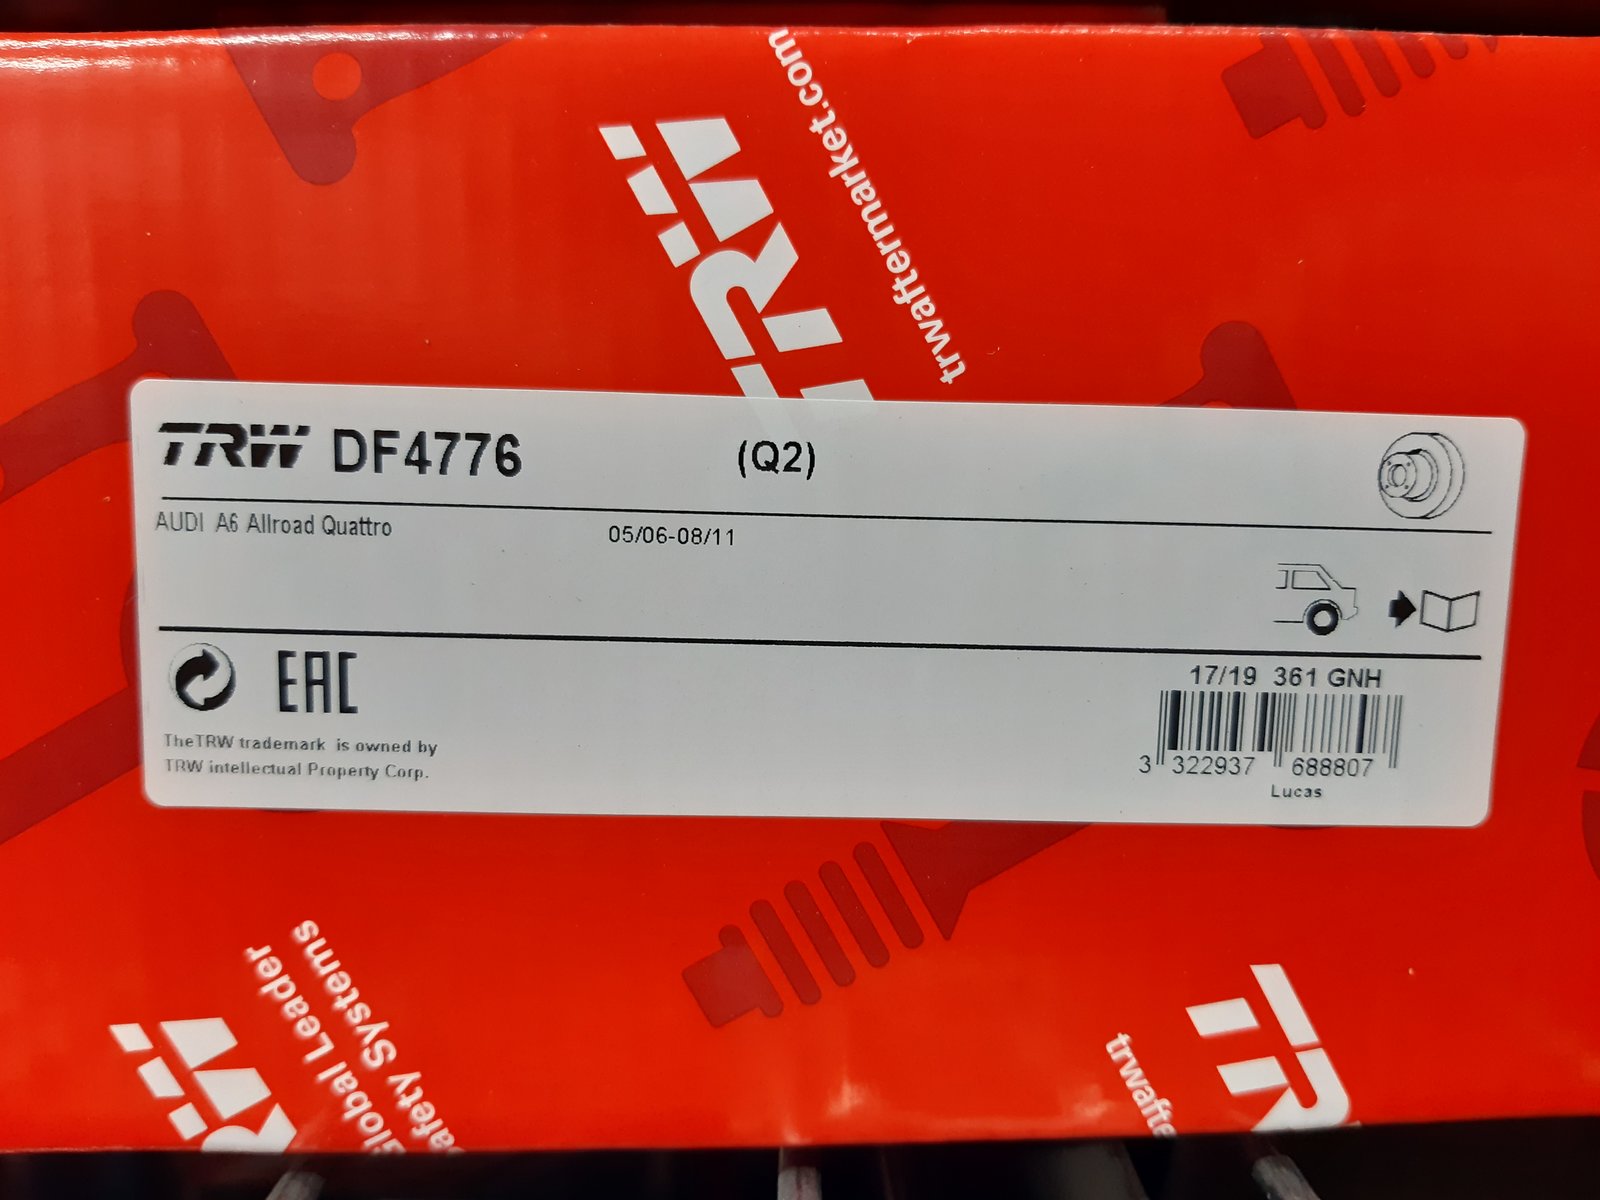 trwaftermarket.com
TRW
TRW DF4776 (Q2)
AUDI A6 Allroad Quattro 05/06-08/11
EAC
TheTRW trademark is owned by
TRW intellectual Property Corp.
17/19 361 GNH
3 322937 688807
Lucas
Global Leader
Safety Systems
TRW
TR
trwafte